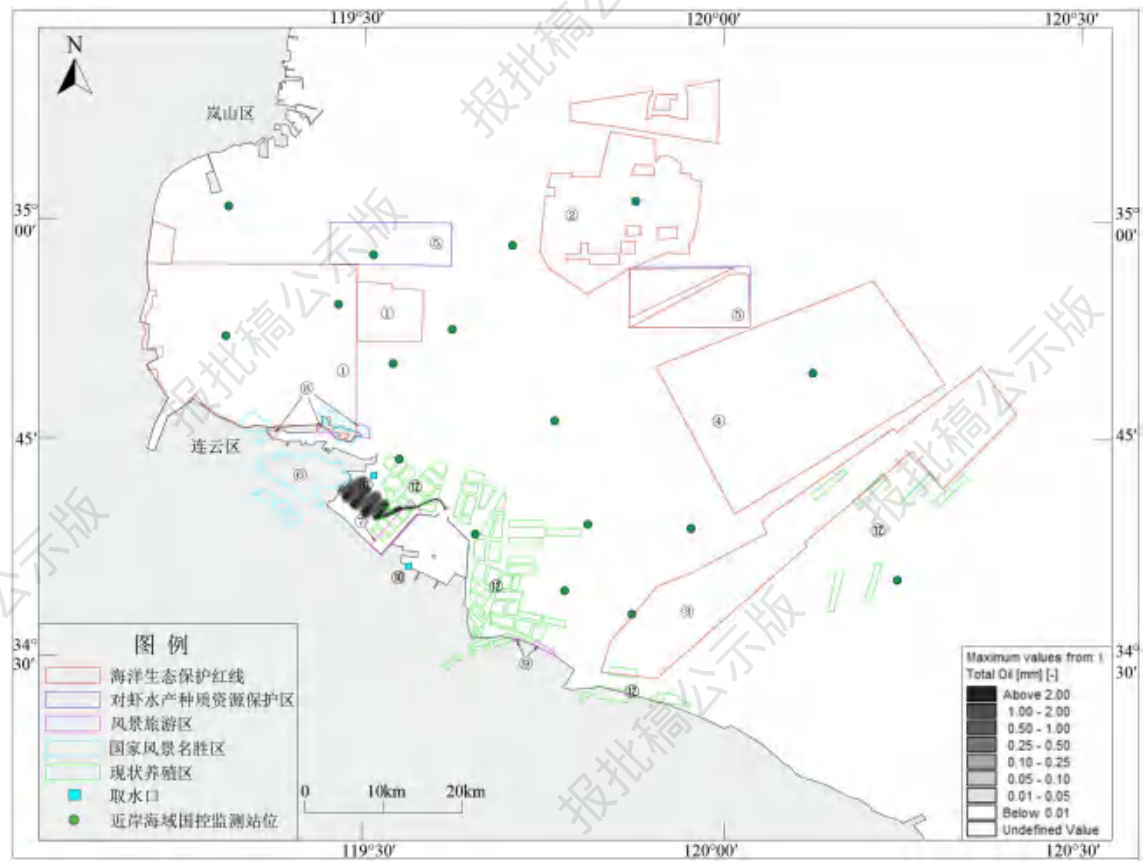 119°30′ 120°00′ 120°30′
N
岚山区
35°
00′
35°
00′
②
⑤
①
⑤
①
④
⑧
45′
45′
连云区
⑥
⑫
⑦
⑫
⑩
⑫
③
⑨
⑫
34°
30′
34°
30′
图 例
海洋生态保护红线
对虾水产种质资源保护区
风景旅游区
国家风景名胜区
现状养殖区
取水口
近岸海域国控监测站位
0 10km 20km
Maximum values from: 1
Total Oil [mm] [-]
Above 2.00
1.00 - 2.00
0.50 - 1.00
0.25 - 0.50
0.10 - 0.25
0.05 - 0.10
0.01 - 0.05
Below 0.01
Undefined Value
119°30′ 120°00′ 120°30′
报批稿公示版
报批稿公示版
报批稿公示版
报批稿公示版
报批稿公示版
报批稿公示版